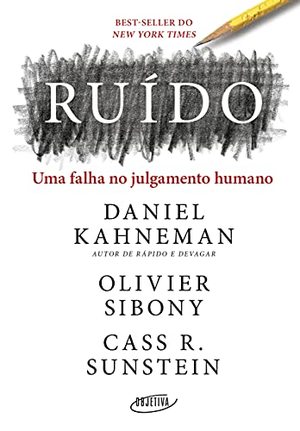 BEST-SELLER DO
NEW YORK TIMES
RUÍDO
Uma falha no julgamento humano
DANIEL
KAHNEMAN
AUTOR DE RÁPIDO E DEVAGAR
OLIVIER
SIBONY
CASS R.
SUNSTEIN
OBJETIVA